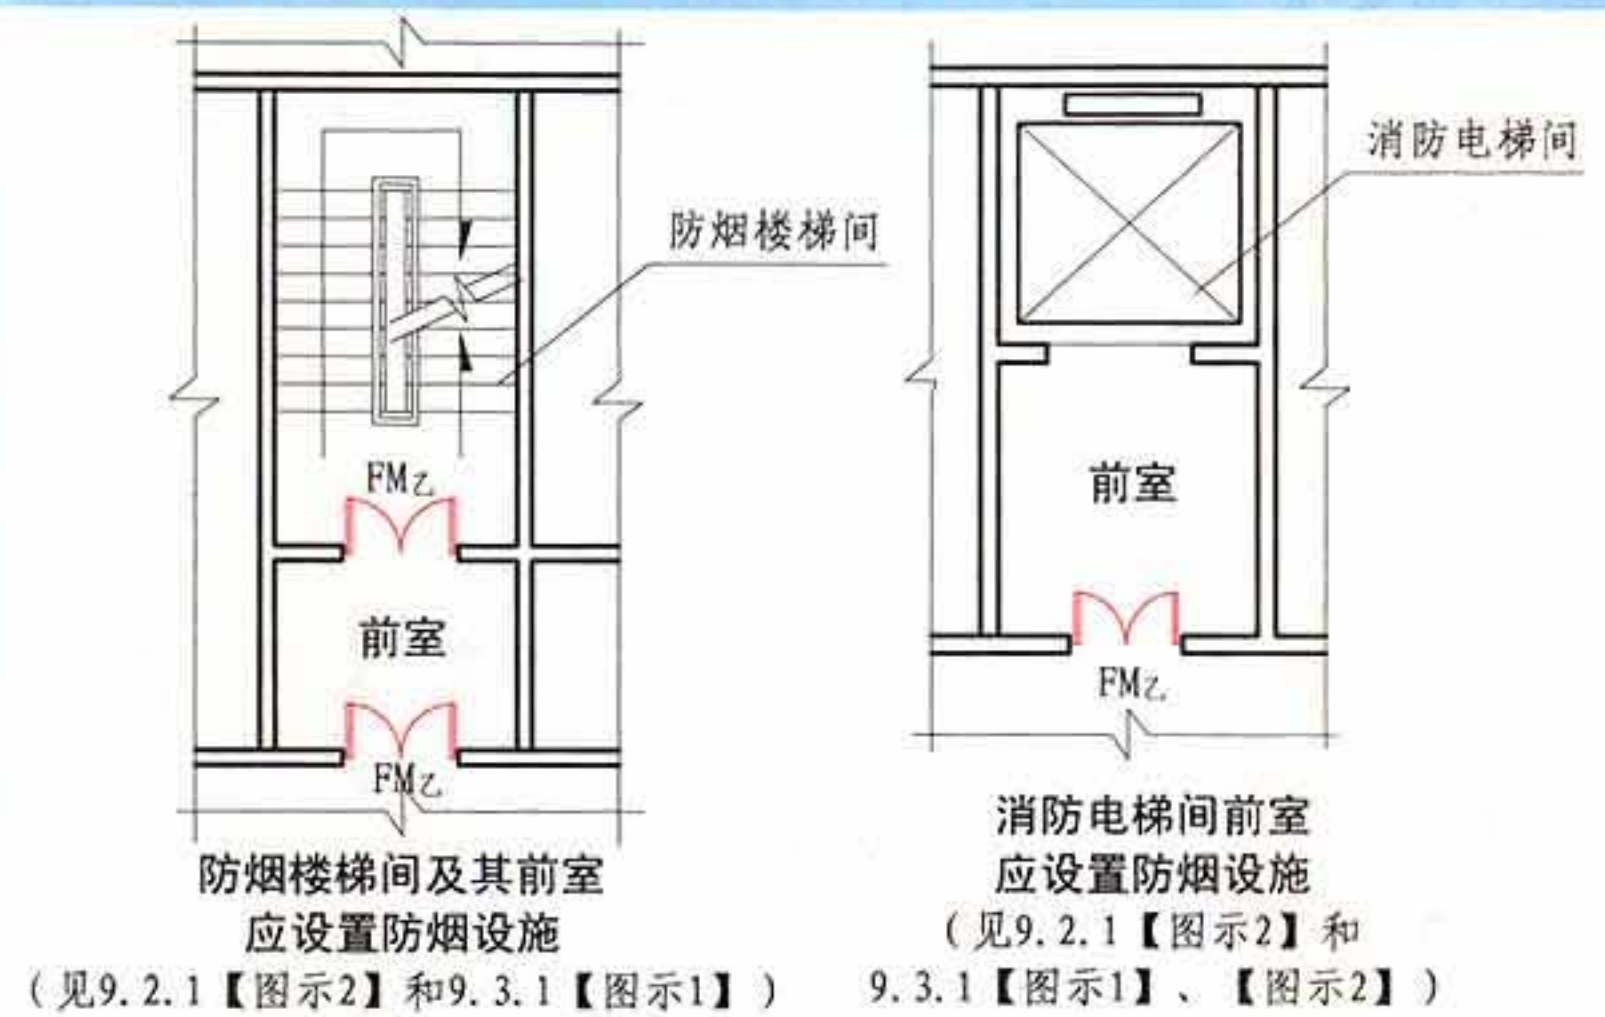 防烟楼梯间
FM乙
前室
FM乙
防烟楼梯间及其前室
应设置防烟设施
(见9.2.1【图示2】和9.3.1【图示1】)
消防电梯间
前室
FM乙
消防电梯间前室
应设置防烟设施
(见9.2.1【图示2】和
9.3.1【图示1】、【图示2】)